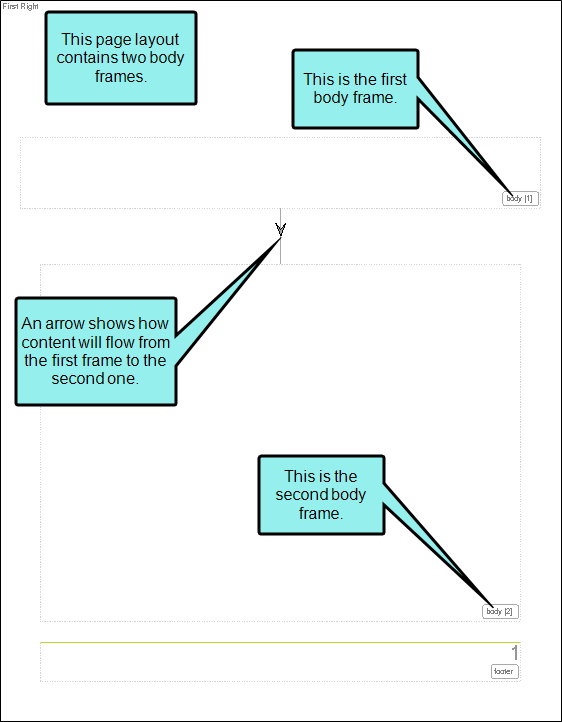 First Right
This page layout
contains two body
frames.
This is the first
body frame.
body [1]
An arrow shows how
content will flow from
the first frame to the
second one.
This is the
second body
frame.
body [2]
1
footer